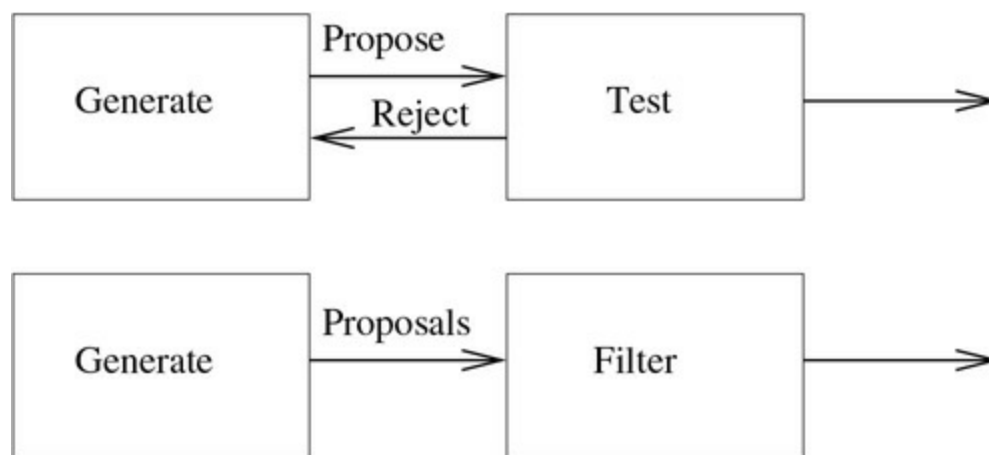 Propose
Generate
Test
Reject
Proposals
Generate
Filter